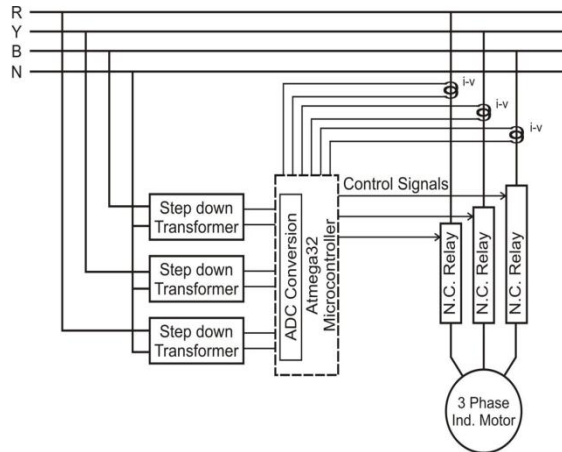 R
Y
B
N
i-v
i-v
i-v
Control Signals
Step down
Transformer
Step down
Transformer
Step down
Transformer
ADC Conversion
Atmega32
Microcontroller
N.C. Relay
N.C. Relay
N.C. Relay
3 Phase
Ind. Motor